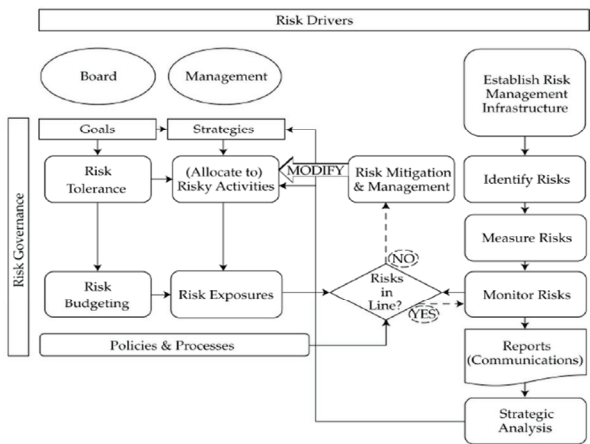 Risk Drivers
Board
Management
Establish Risk
Management
Infrastructure
Goals
Strategies
Risk
Tolerance
(Allocate to)
Risky Activities
MODIFY
Risk Mitigation
& Management
Identify Risks
Measure Risks
Risk Governance
NO
Risk
Budgeting
Risk Exposures
Risks
in
Line?
YES
Monitor Risks
Policies & Processes
Reports
(Communications)
Strategic
Analysis